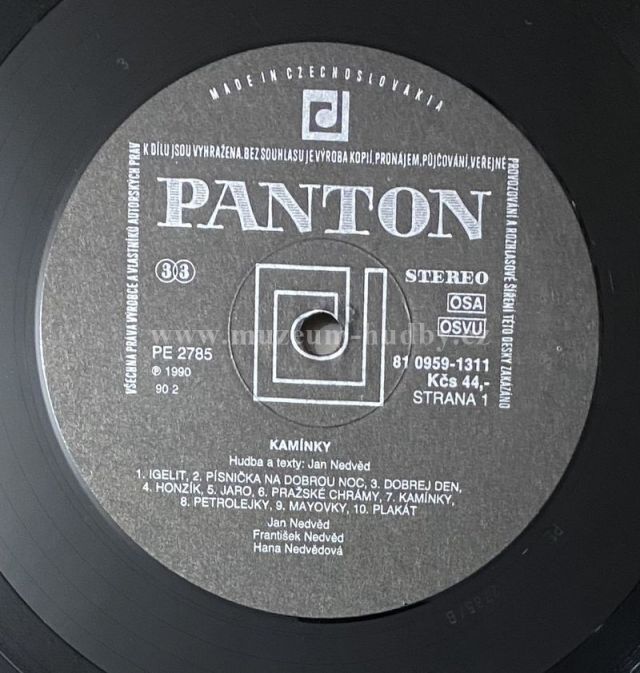 MADE IN CZECHOSLOVAKIA
VŠECHNA PRÁVA VÝROBCE A VLASTNÍKŮ AUTORSKÝCH PRÁV
K DÍLU JSOU VYHRAŽENA. BEZ SOUHLASU JE VÝROBA KOPIÍ, PRONÁJEM, PŮJČOVÁNÍ, VEŘEJNÉ
PROVOZOVÁNÍ A ROZHLASOVÉ ŠÍŘENÍ TÉTO DESKY ZAKÁZÁNO
PANTON
33
STEREO
OSA
OSVU
www.muzeum-hudby.cz
PE 2785
℗ 1990
90 2
81 0959-1311
Kčs 44,-
STRANA 1
KAMÍNKY
Hudba a texty: Jan Nedvěd
1. IGELIT, 2. PÍSNIČKA NA DOBROU NOC, 3. DOBREJ DEN,
4. HONZÍK, 5. JARO, 6. PRAŽSKÉ CHRÁMY, 7. KAMÍNKY,
8. PETROLEJKY, 9. MAYOVKY, 10. PLAKÁT
Jan Nedvěd
František Nedvěd
Hana Nedvědová